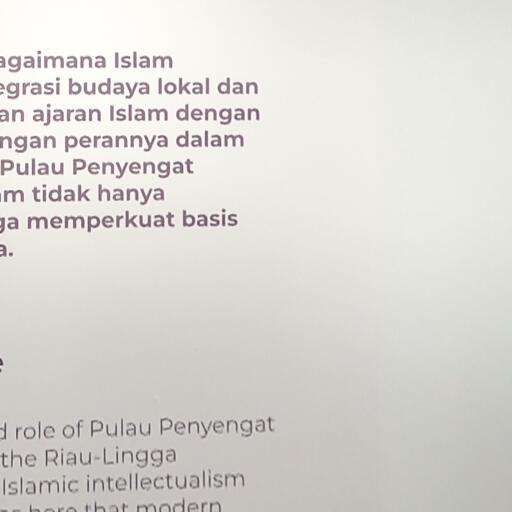 agaimana Islam
egrasi budaya lokal dan
an ajaran Islam dengan
ngan perannya dalam
Pulau Penyengat
m tidak hanya
ga memperkuat basis
a.
e
d role of Pulau Penyengat
the Riau-Lingga
Islamic intellectualism
here that modern